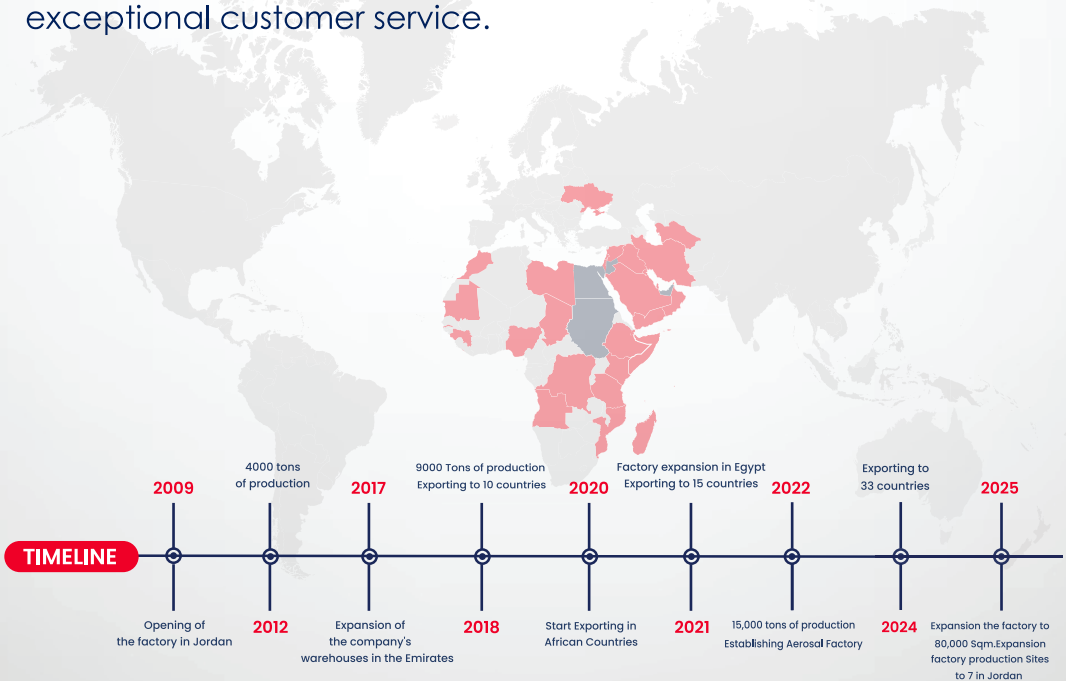 exceptional customer service.
TIMELINE
2009
Opening of
the factory in Jordan
4000 tons
of production
2012
2017
Expansion of
the company's
warehouses in the Emirates
9000 Tons of production
Exporting to 10 countries
2018
2020
Start Exporting in
African Countries
Factory expansion in Egypt
Exporting to 15 countries
2021
2022
15,000 tons of production
Establishing Aerosal Factory
Exporting to
33 countries
2024
2025
Expansion the factory to
80,000 Sqm.Expansion
factory production Sites
to 7 in Jordan